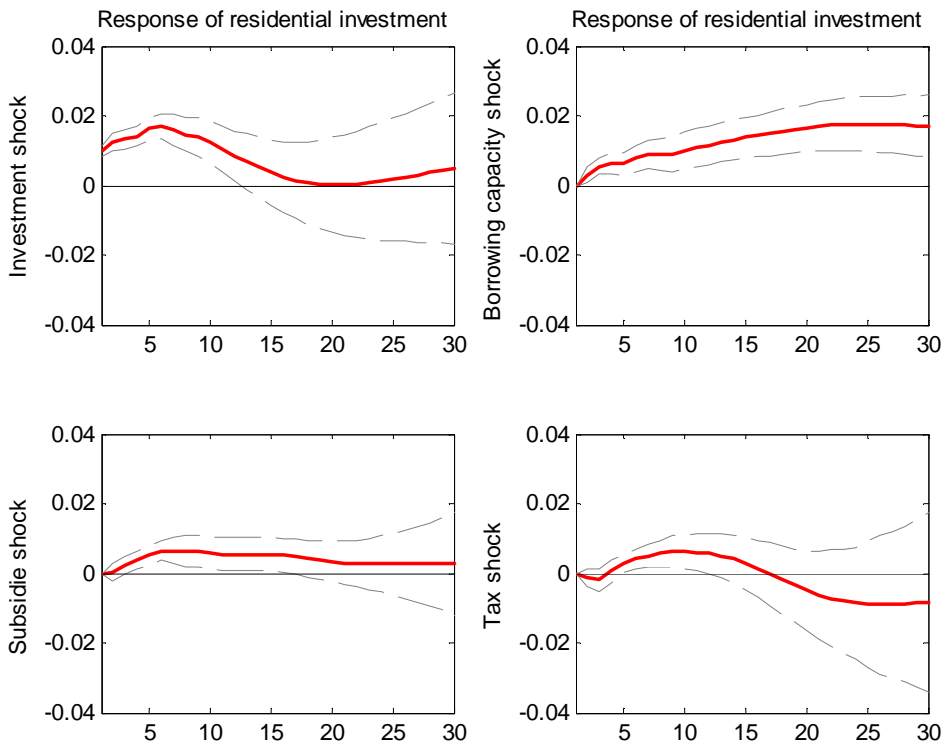 Response of residential investment
Response of residential investment
Investment shock
0.04
0.02
0
-0.02
-0.04
5 10 15 20 25 30
Borrowing capacity shock
0.04
0.02
0
-0.02
-0.04
5 10 15 20 25 30
Subsidie shock
0.04
0.02
0
-0.02
-0.04
5 10 15 20 25 30
Tax shock
0.04
0.02
0
-0.02
-0.04
5 10 15 20 25 30